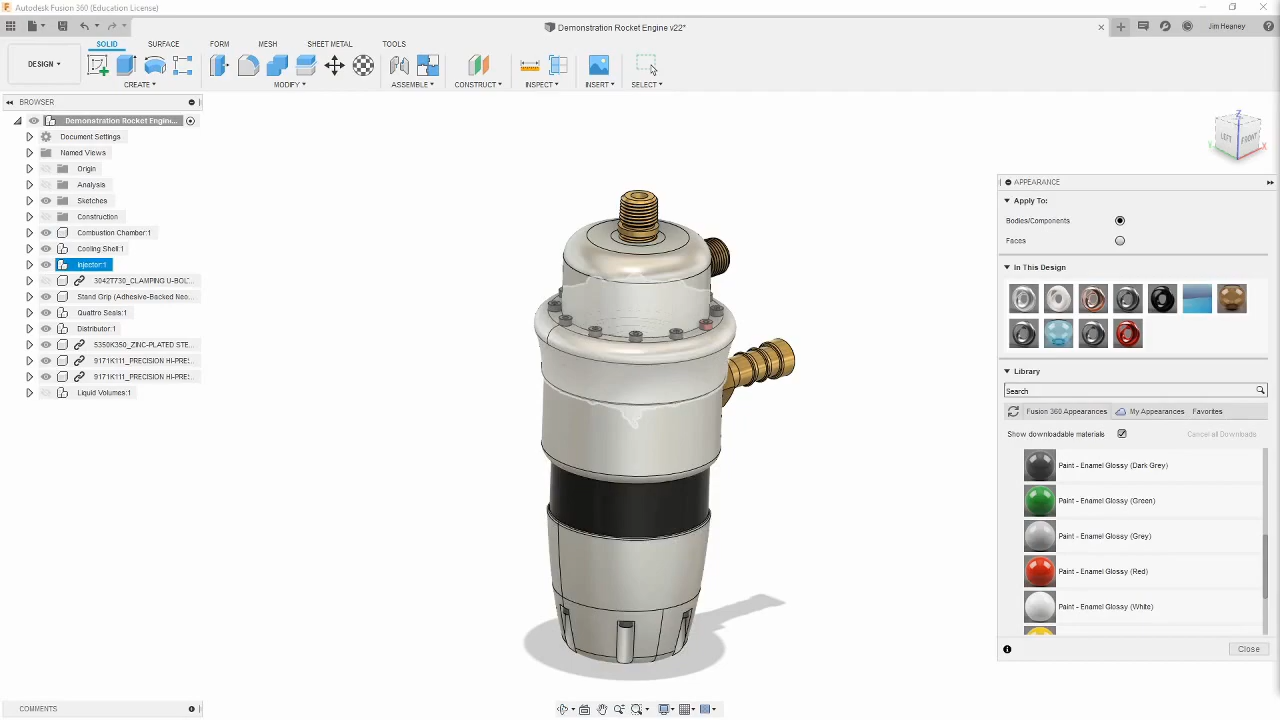 Autodesk Fusion 360 (Education License)
Demonstration Rocket Engine v22*
Jim Heaney
SOLID SURFACE FORM MESH SHEET METAL TOOLS
DESIGN
CREATE MODIFY ASSEMBLE CONSTRUCT INSPECT INSERT SELECT
BROWSER
Demonstration Rocket Engin...
Document Settings
Named Views
Origin
Analysis
Sketches
Construction
Combustion Chamber:1
Cooling Shell:1
Injector:1
3042T730_CLAMPING U-BOL...
Stand Grip (Adhesive-Backed Neo...
Quattro Seals:1
Distributor:1
5350K350_ZINC-PLATED STE...
9171K111_PRECISION HI-PRE...
9171K111_PRECISION HI-PRE...
Liquid Volumes:1
Z
LEFT FRONT
Y X
APPEARANCE
Apply To:
Bodies/Components
Faces
In This Design
Library
Search
Fusion 360 Appearances My Appearances Favorites
Show downloadable materials Cancel all Downloads
Paint - Enamel Glossy (Dark Grey)
Paint - Enamel Glossy (Green)
Paint - Enamel Glossy (Grey)
Paint - Enamel Glossy (Red)
Paint - Enamel Glossy (White)
Close
COMMENTS